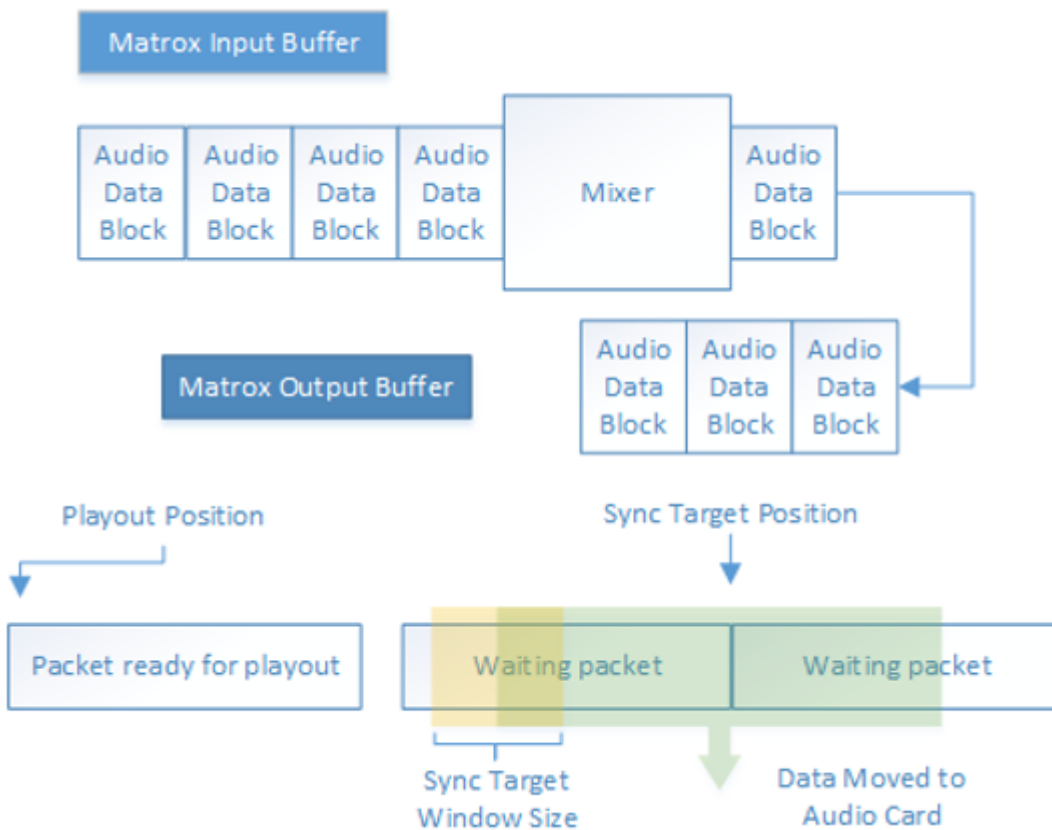 Matrox Input Buffer
Audio
Data
Block
Audio
Data
Block
Audio
Data
Block
Audio
Data
Block
Mixer
Audio
Data
Block
Matrox Output Buffer
Audio
Data
Block
Audio
Data
Block
Audio
Data
Block
Playout Position
Sync Target Position
Packet ready for playout
Waiting packet
Waiting packet
Sync Target
Window Size
Data Moved to
Audio Card